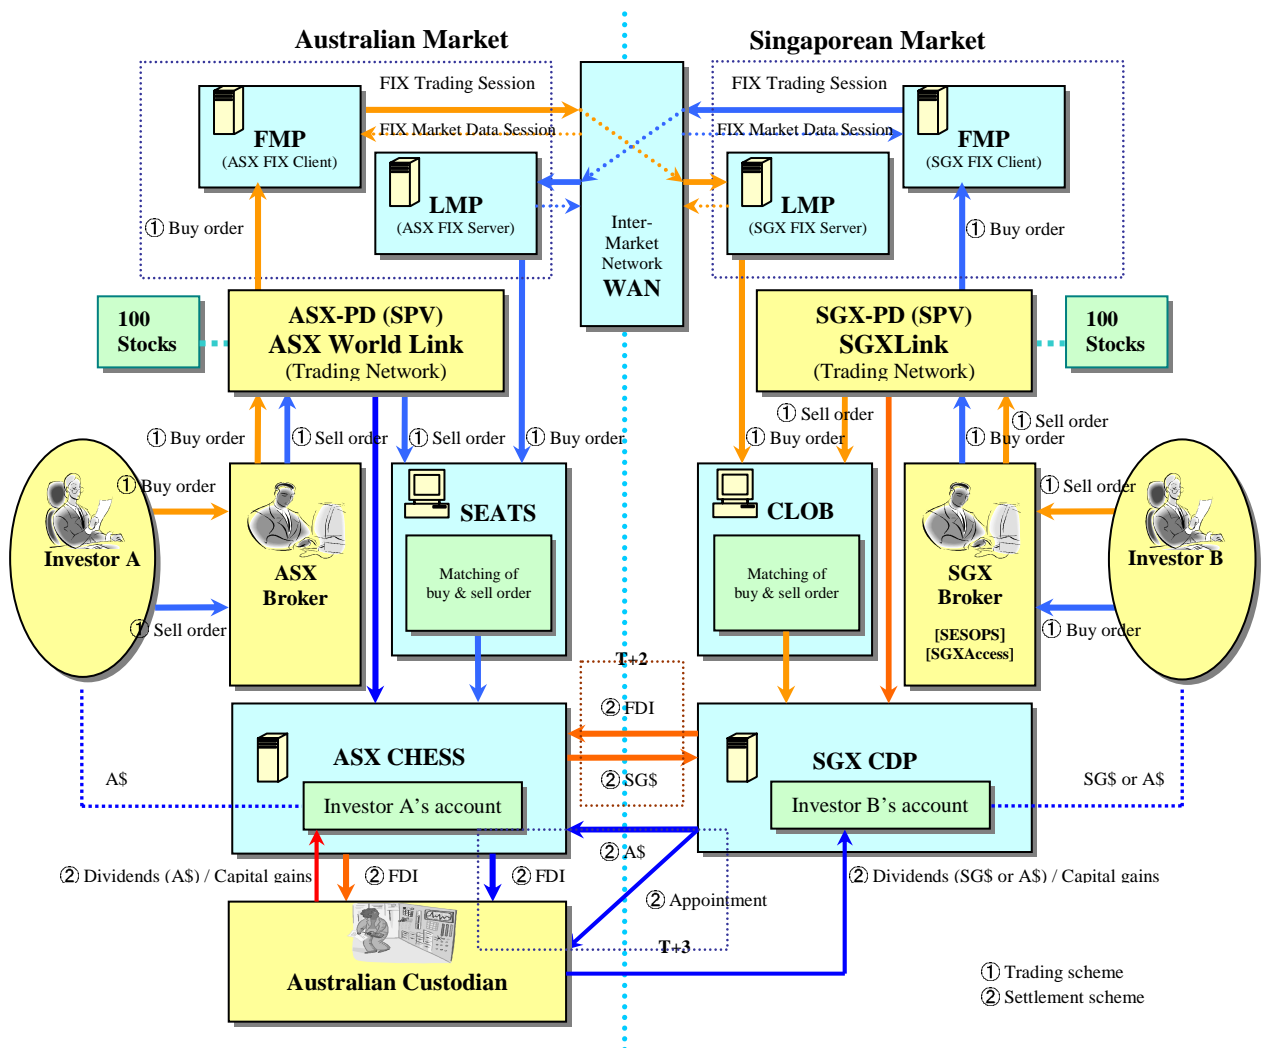 Australian Market
Singaporean Market
FIX Trading Session
FIX Trading Session
FMP
(ASX FIX Client)
FIX Market Data Session
FIX Market Data Session
FMP
(SGX FIX Client)
LMP
(ASX FIX Server)
LMP
(SGX FIX Server)
① Buy order
① Buy order
Inter-
Market
Network
WAN
100
Stocks
ASX-PD (SPV)
ASX World Link
(Trading Network)
SGX-PD (SPV)
SGXLink
(Trading Network)
100
Stocks
① Buy order
① Sell order
① Sell order
① Buy order
① Sell order
① Buy order
① Sell order
① Buy order
① Buy order
① Sell order
Investor A
ASX
Broker
SEATS
Matching of
buy & sell order
CLOB
Matching of
buy & sell order
SGX
Broker
[SESOPS]
[SGXAccess]
Investor B
① Sell order
① Buy order
T+2
② FDI
② SG$
ASX CHESS
Investor A's account
SGX CDP
Investor B's account
A$
SG$ or A$
② A$
② Dividends (A$) / Capital gains
② FDI
② FDI
② Dividends (SG$ or A$) / Capital gains
② Appointment
T+3
Australian Custodian
① Trading scheme
② Settlement scheme